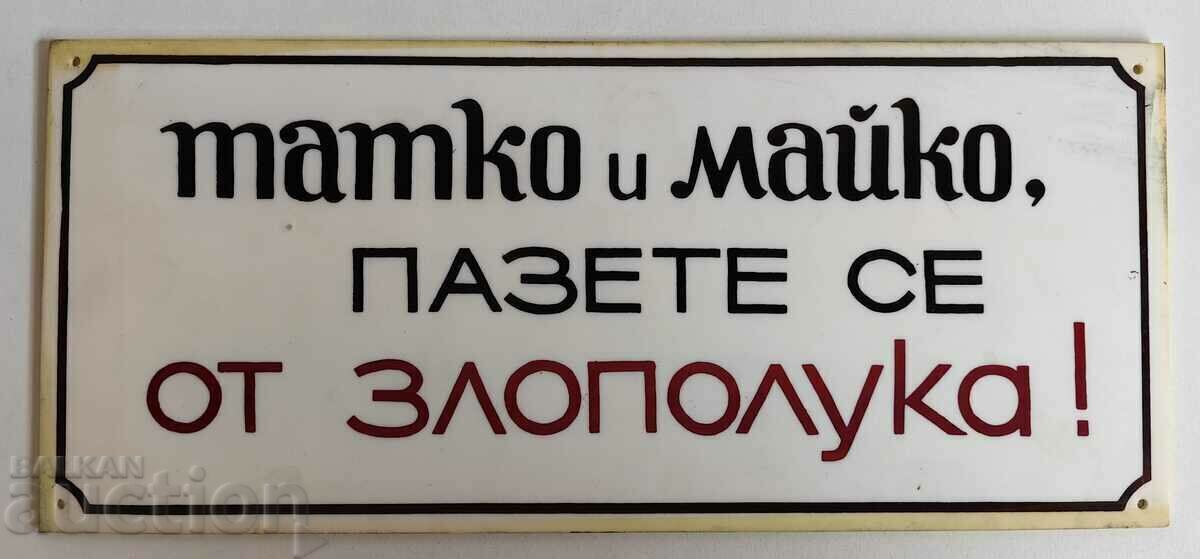 татко и майко,
ПАЗЕТЕ СЕ
от злополука!
BALKAN
auction